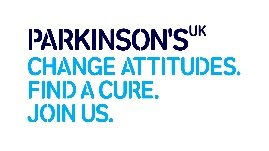 PARKINSON'S UK
CHANGE ATTITUDES.
FIND A CURE.
JOIN US.